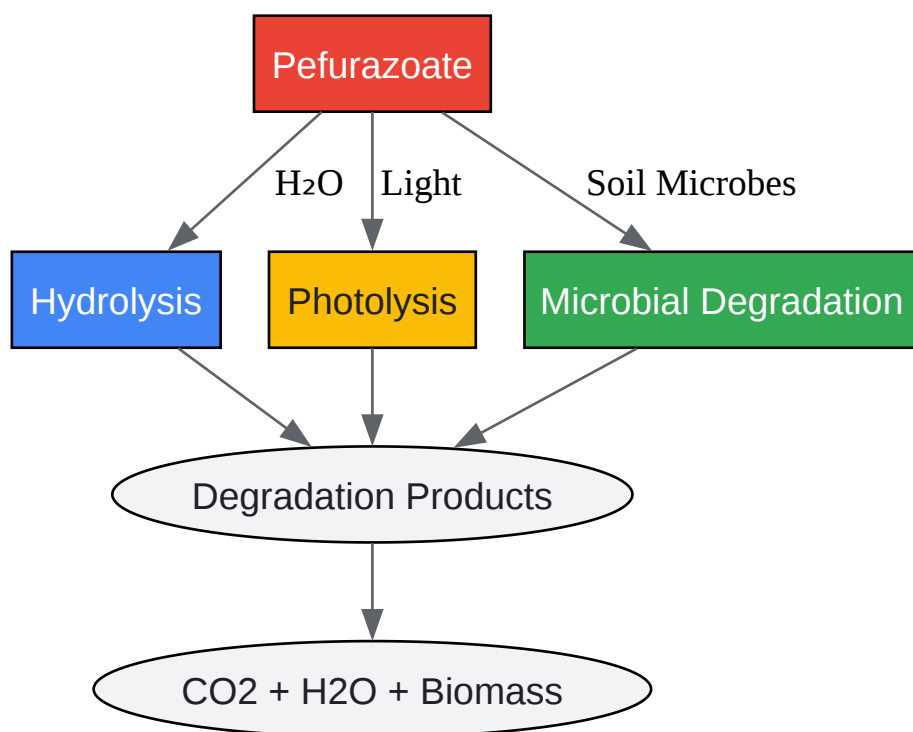 Pefurazoate
H₂O
Light
Soil Microbes
Hydrolysis
Photolysis
Microbial Degradation
Degradation Products
CO2 + H2O + Biomass